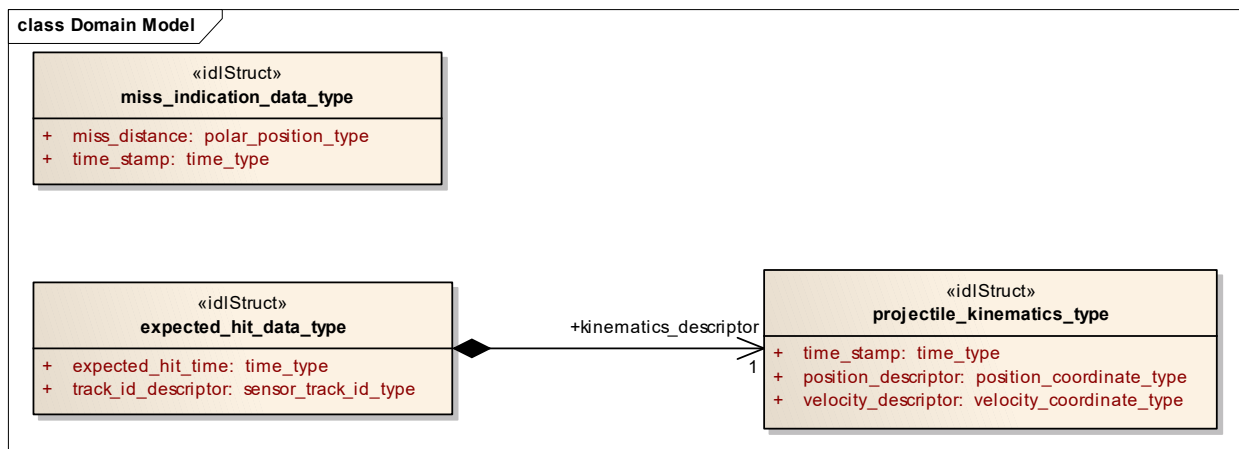 class Domain Model
«idlStruct»
miss_indication_data_type
+ miss_distance: polar_position_type
+ time_stamp: time_type
«idlStruct»
expected_hit_data_type
+ expected_hit_time: time_type
+ track_id_descriptor: sensor_track_id_type
+kinematics_descriptor
1
«idlStruct»
projectile_kinematics_type
+ time_stamp: time_type
+ position_descriptor: position_coordinate_type
+ velocity_descriptor: velocity_coordinate_type